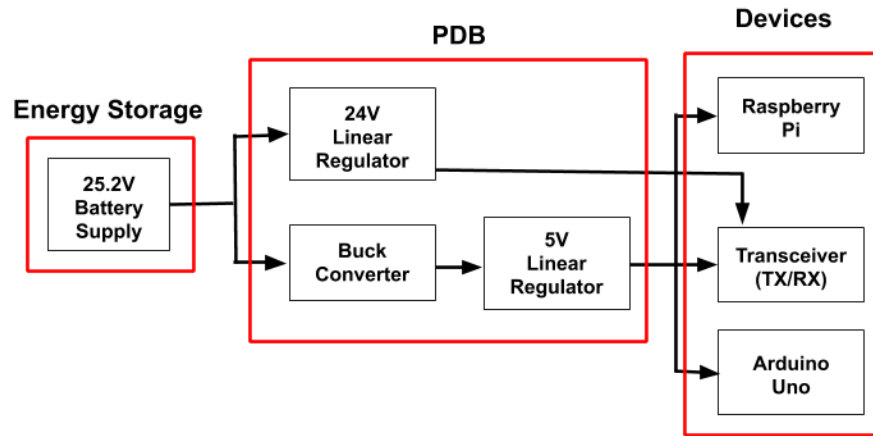 Devices
PDB
Energy Storage
24V
Linear
Regulator
Raspberry
Pi
25.2V
Battery
Supply
Buck
Converter
5V
Linear
Regulator
Transceiver
(TX/RX)
Arduino
Uno